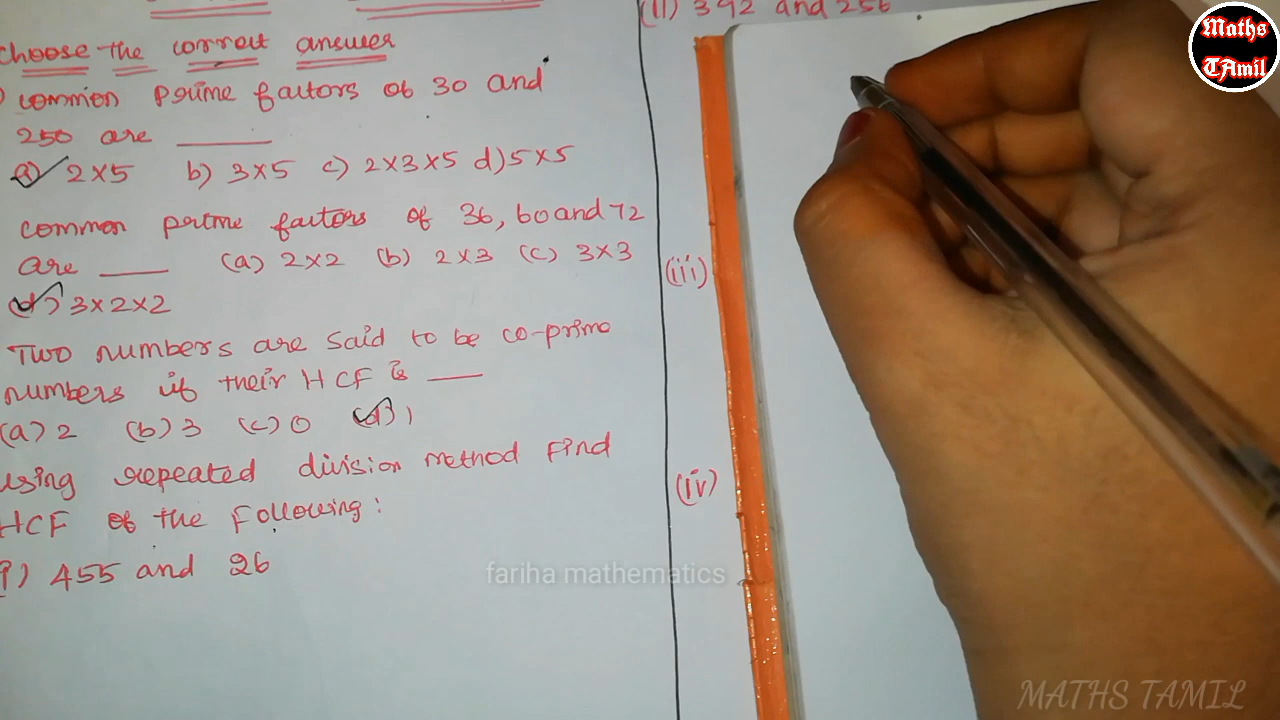 choose the correct answer
common prime factors of 30 and
250 are ____
a) 2×5 b) 3×5 c) 2×3×5 d) 5×5
common prime factors of 36, 60 and 72
are ____ (a) 2×2 (b) 2×3 (c) 3×3
(d) 3×2×2
Two numbers are said to be co-prime
numbers if their HCF is ____
(a) 2 (b) 3 (c) 0 (d) 1
using repeated division method Find
HCF of the Following:
i) 455 and 26
(ii) 392 and 256
(iii)
(iv)
Maths
TAmil
fariha mathematics
MATHS TAMIL